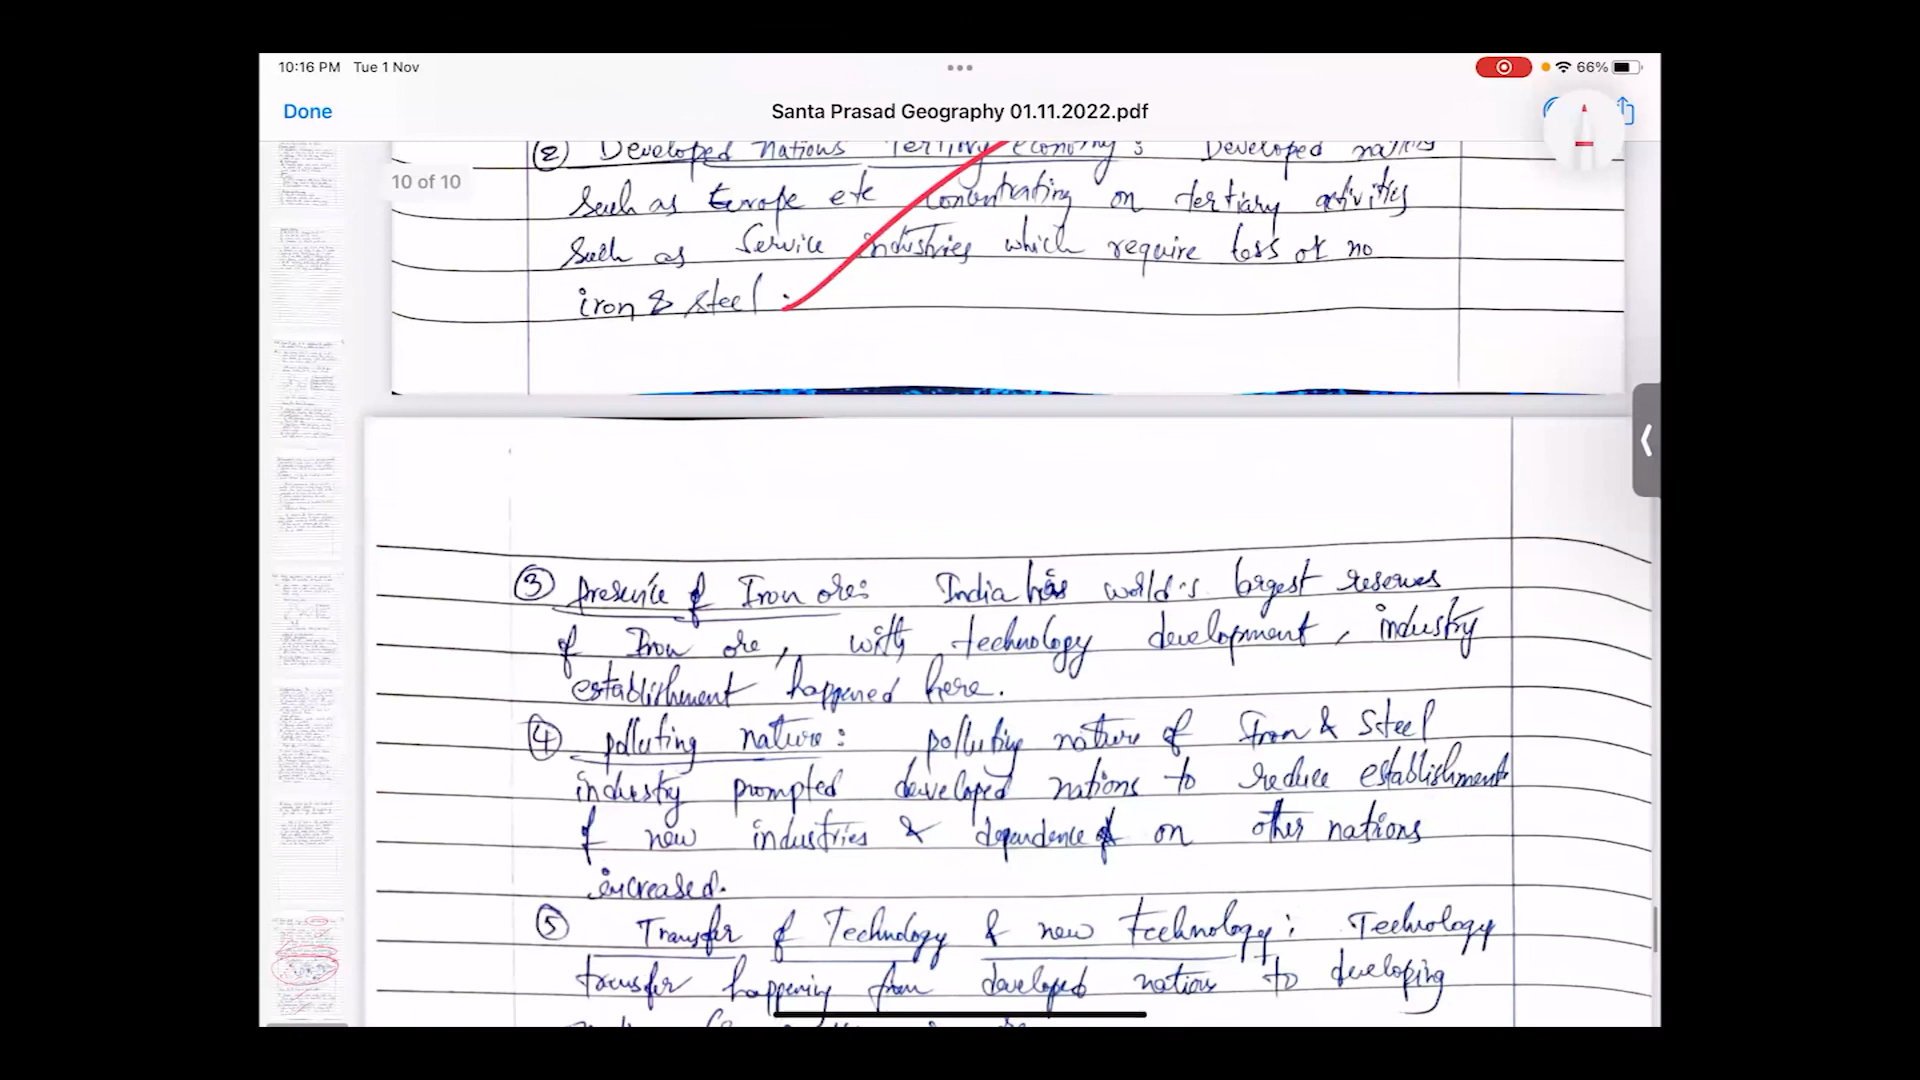 10:16 PM Tue 1 Nov
66%
Done
Santa Prasad Geography 01.11.2022.pdf
10 of 10
(2) Developed Nations Tertiary economy: Developed nations
Such as Europe etc concentrating on tertiary activities
Such as Service industries which require less or no
iron & steel.
③ presence of Iron ore: India has world's largest reserves
of Iron ore, with technology development, industry
establishment happened here.
④ polluting nature: polluting nature of Iron & Steel
industry prompted developed nations to reduce establishments
of new industries & dependence on other nations
increased.
⑤ Transfer of Technology & new technology: Technology
transfer happening from developed nations to developing